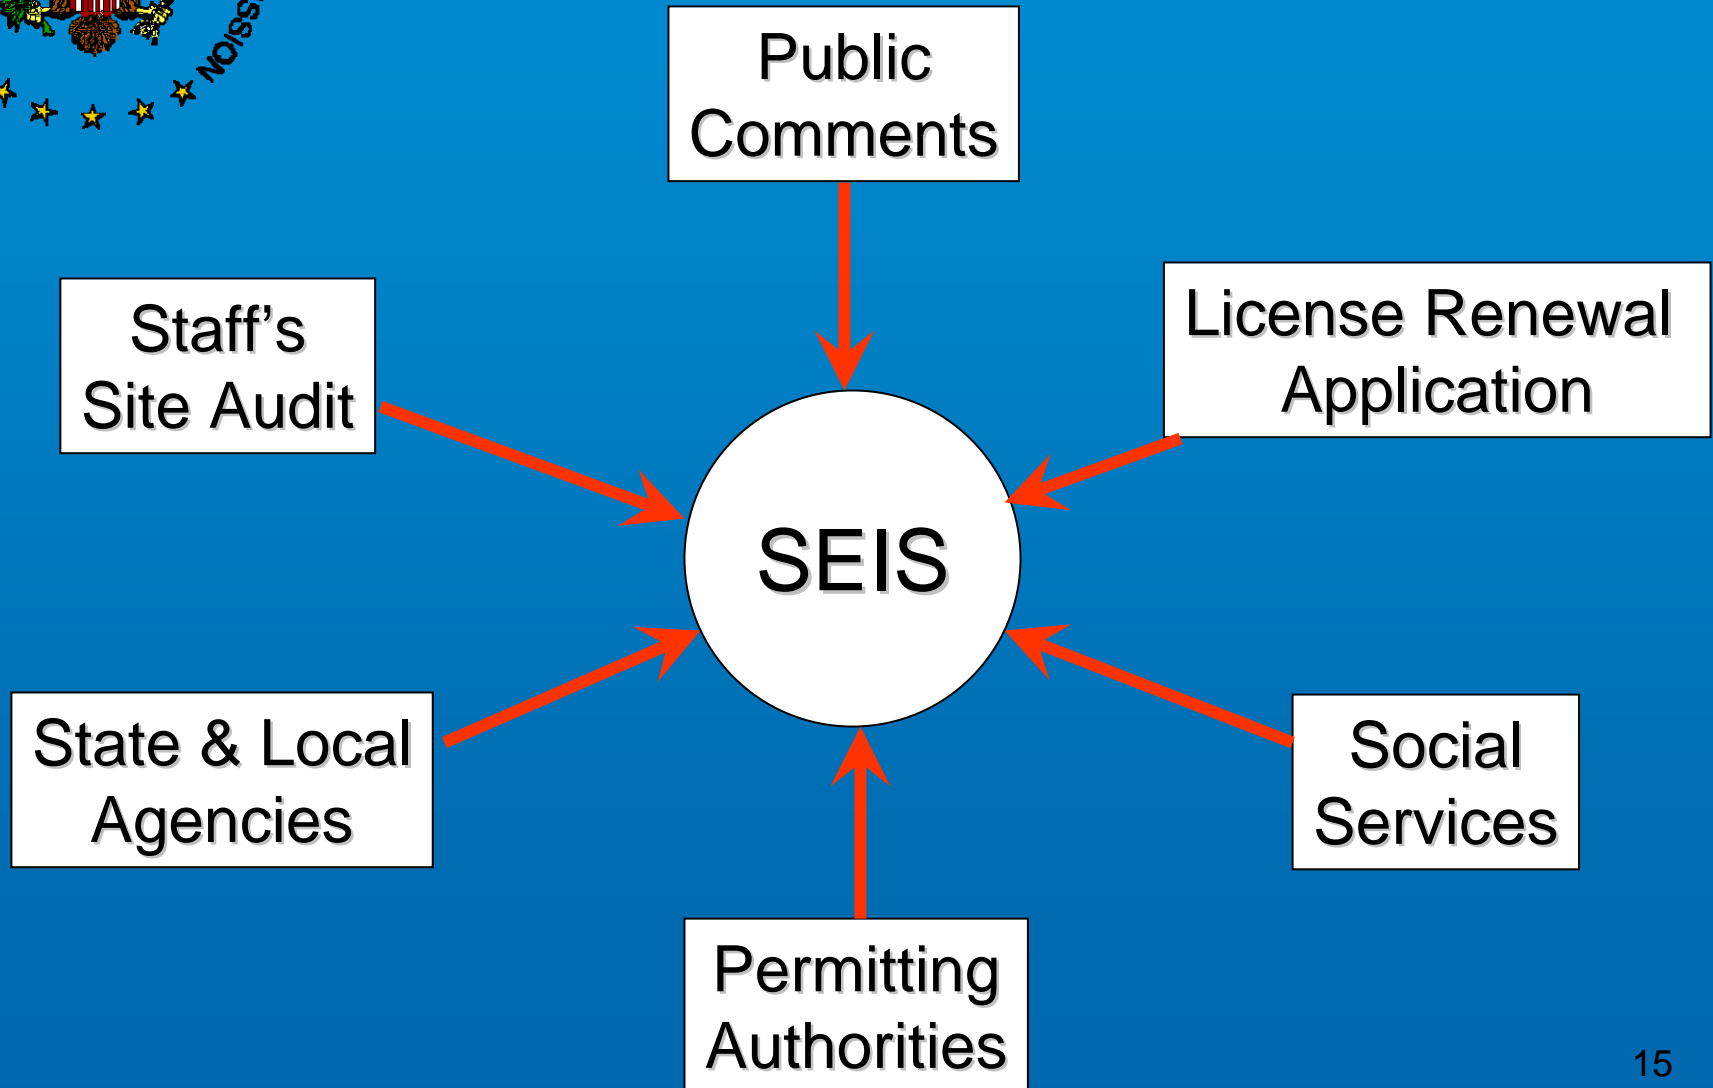 Public
Comments
License Renewal
Application
Staff's
Site Audit
SEIS
State & Local
Agencies
Social
Services
Permitting
Authorities
15